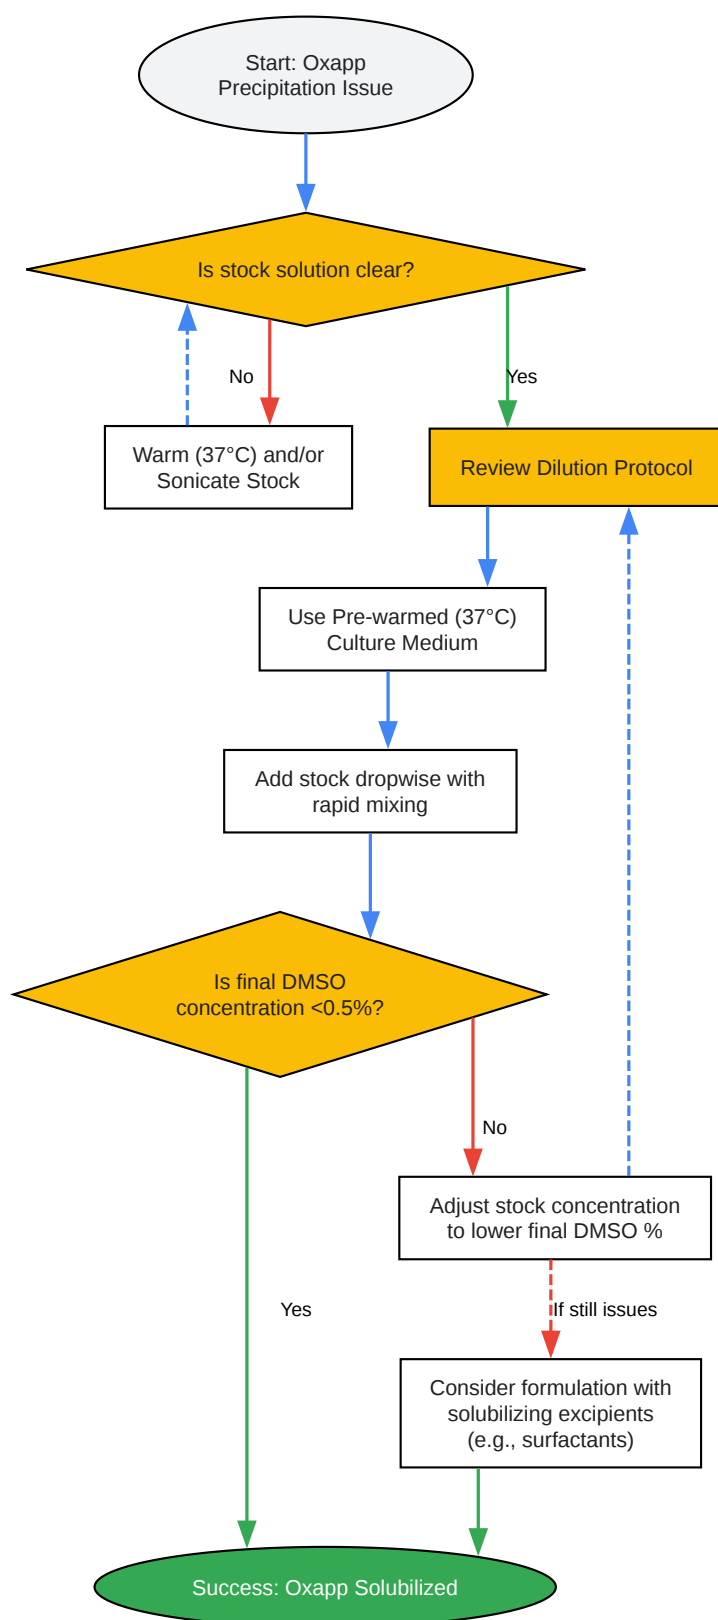 Start: Oxapp
Precipitation Issue
Is stock solution clear?
No
Yes
Warm (37°C) and/or
Sonicate Stock
Review Dilution Protocol
Use Pre-warmed (37°C)
Culture Medium
Add stock dropwise with
rapid mixing
Is final DMSO
concentration <0.5%?
No
Adjust stock concentration
to lower final DMSO %
Yes
If still issues
Consider formulation with
solubilizing excipients
(e.g., surfactants)
Success: Oxapp Solubilized